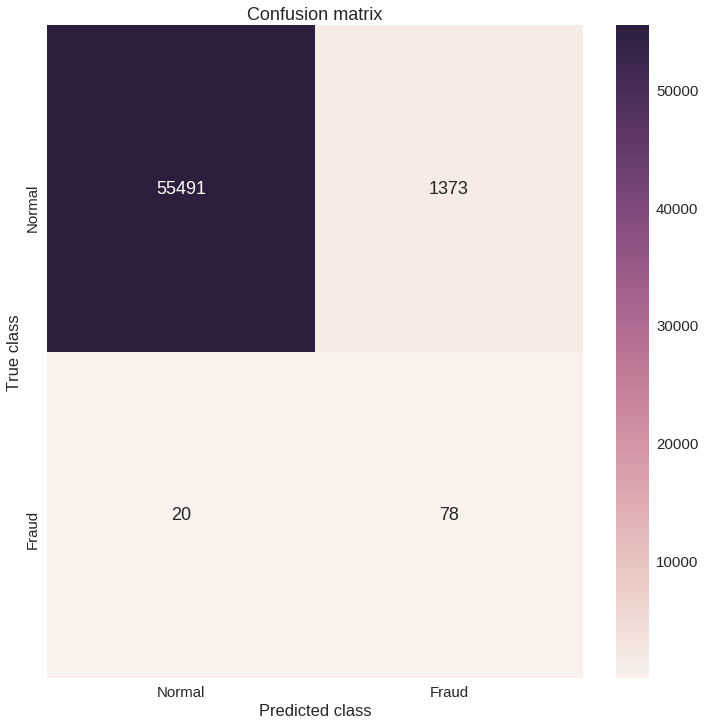 Confusion matrix
55491
1373
20
78
Normal
Fraud
True class
Normal
Fraud
Predicted class
50000
40000
30000
20000
10000